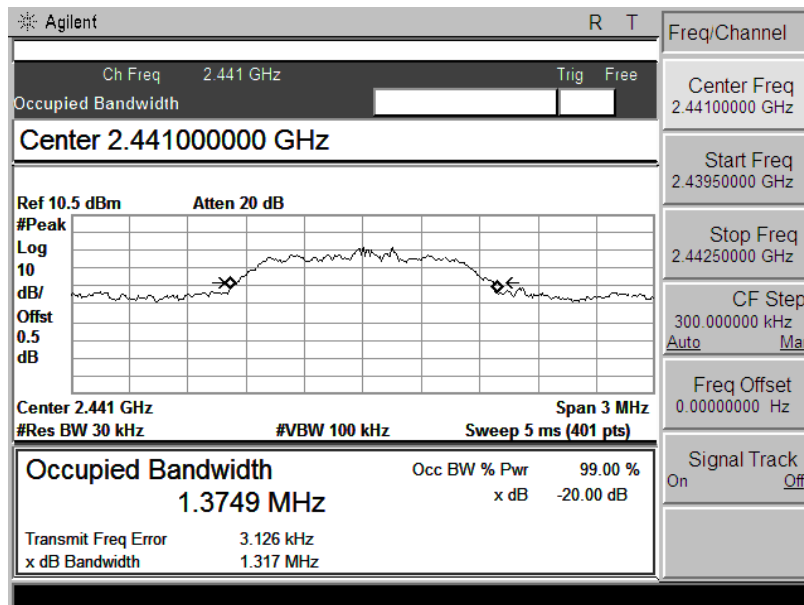 Agilent R T
Ch Freq 2.441 GHz Trig Free
Occupied Bandwidth
Center 2.441000000 GHz
Ref 10.5 dBm Atten 20 dB
#Peak
Log
10
dB/
Offst
0.5
dB
Center 2.441 GHz Span 3 MHz
#Res BW 30 kHz #VBW 100 kHz Sweep 5 ms (401 pts)
Occupied Bandwidth Occ BW % Pwr 99.00 %
1.3749 MHz x dB -20.00 dB
Transmit Freq Error 3.126 kHz
x dB Bandwidth 1.317 MHz
Freq/Channel
Center Freq
2.44100000 GHz
Start Freq
2.43950000 GHz
Stop Freq
2.44250000 GHz
CF Step
300.000000 kHz
Auto Ma
Freq Offset
0.00000000 Hz
Signal Track
On Off